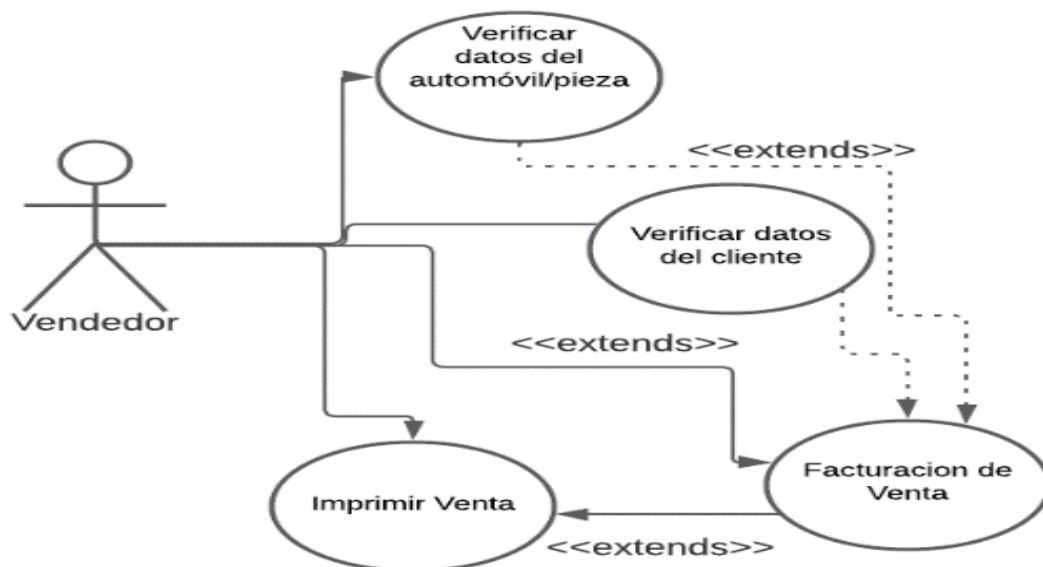 Verificar
datos del
automóvil/pieza
<<extends>>
Verificar datos
del cliente
Vendedor
<<extends>>
Facturacion de
Venta
Imprimir Venta
<<extends>>